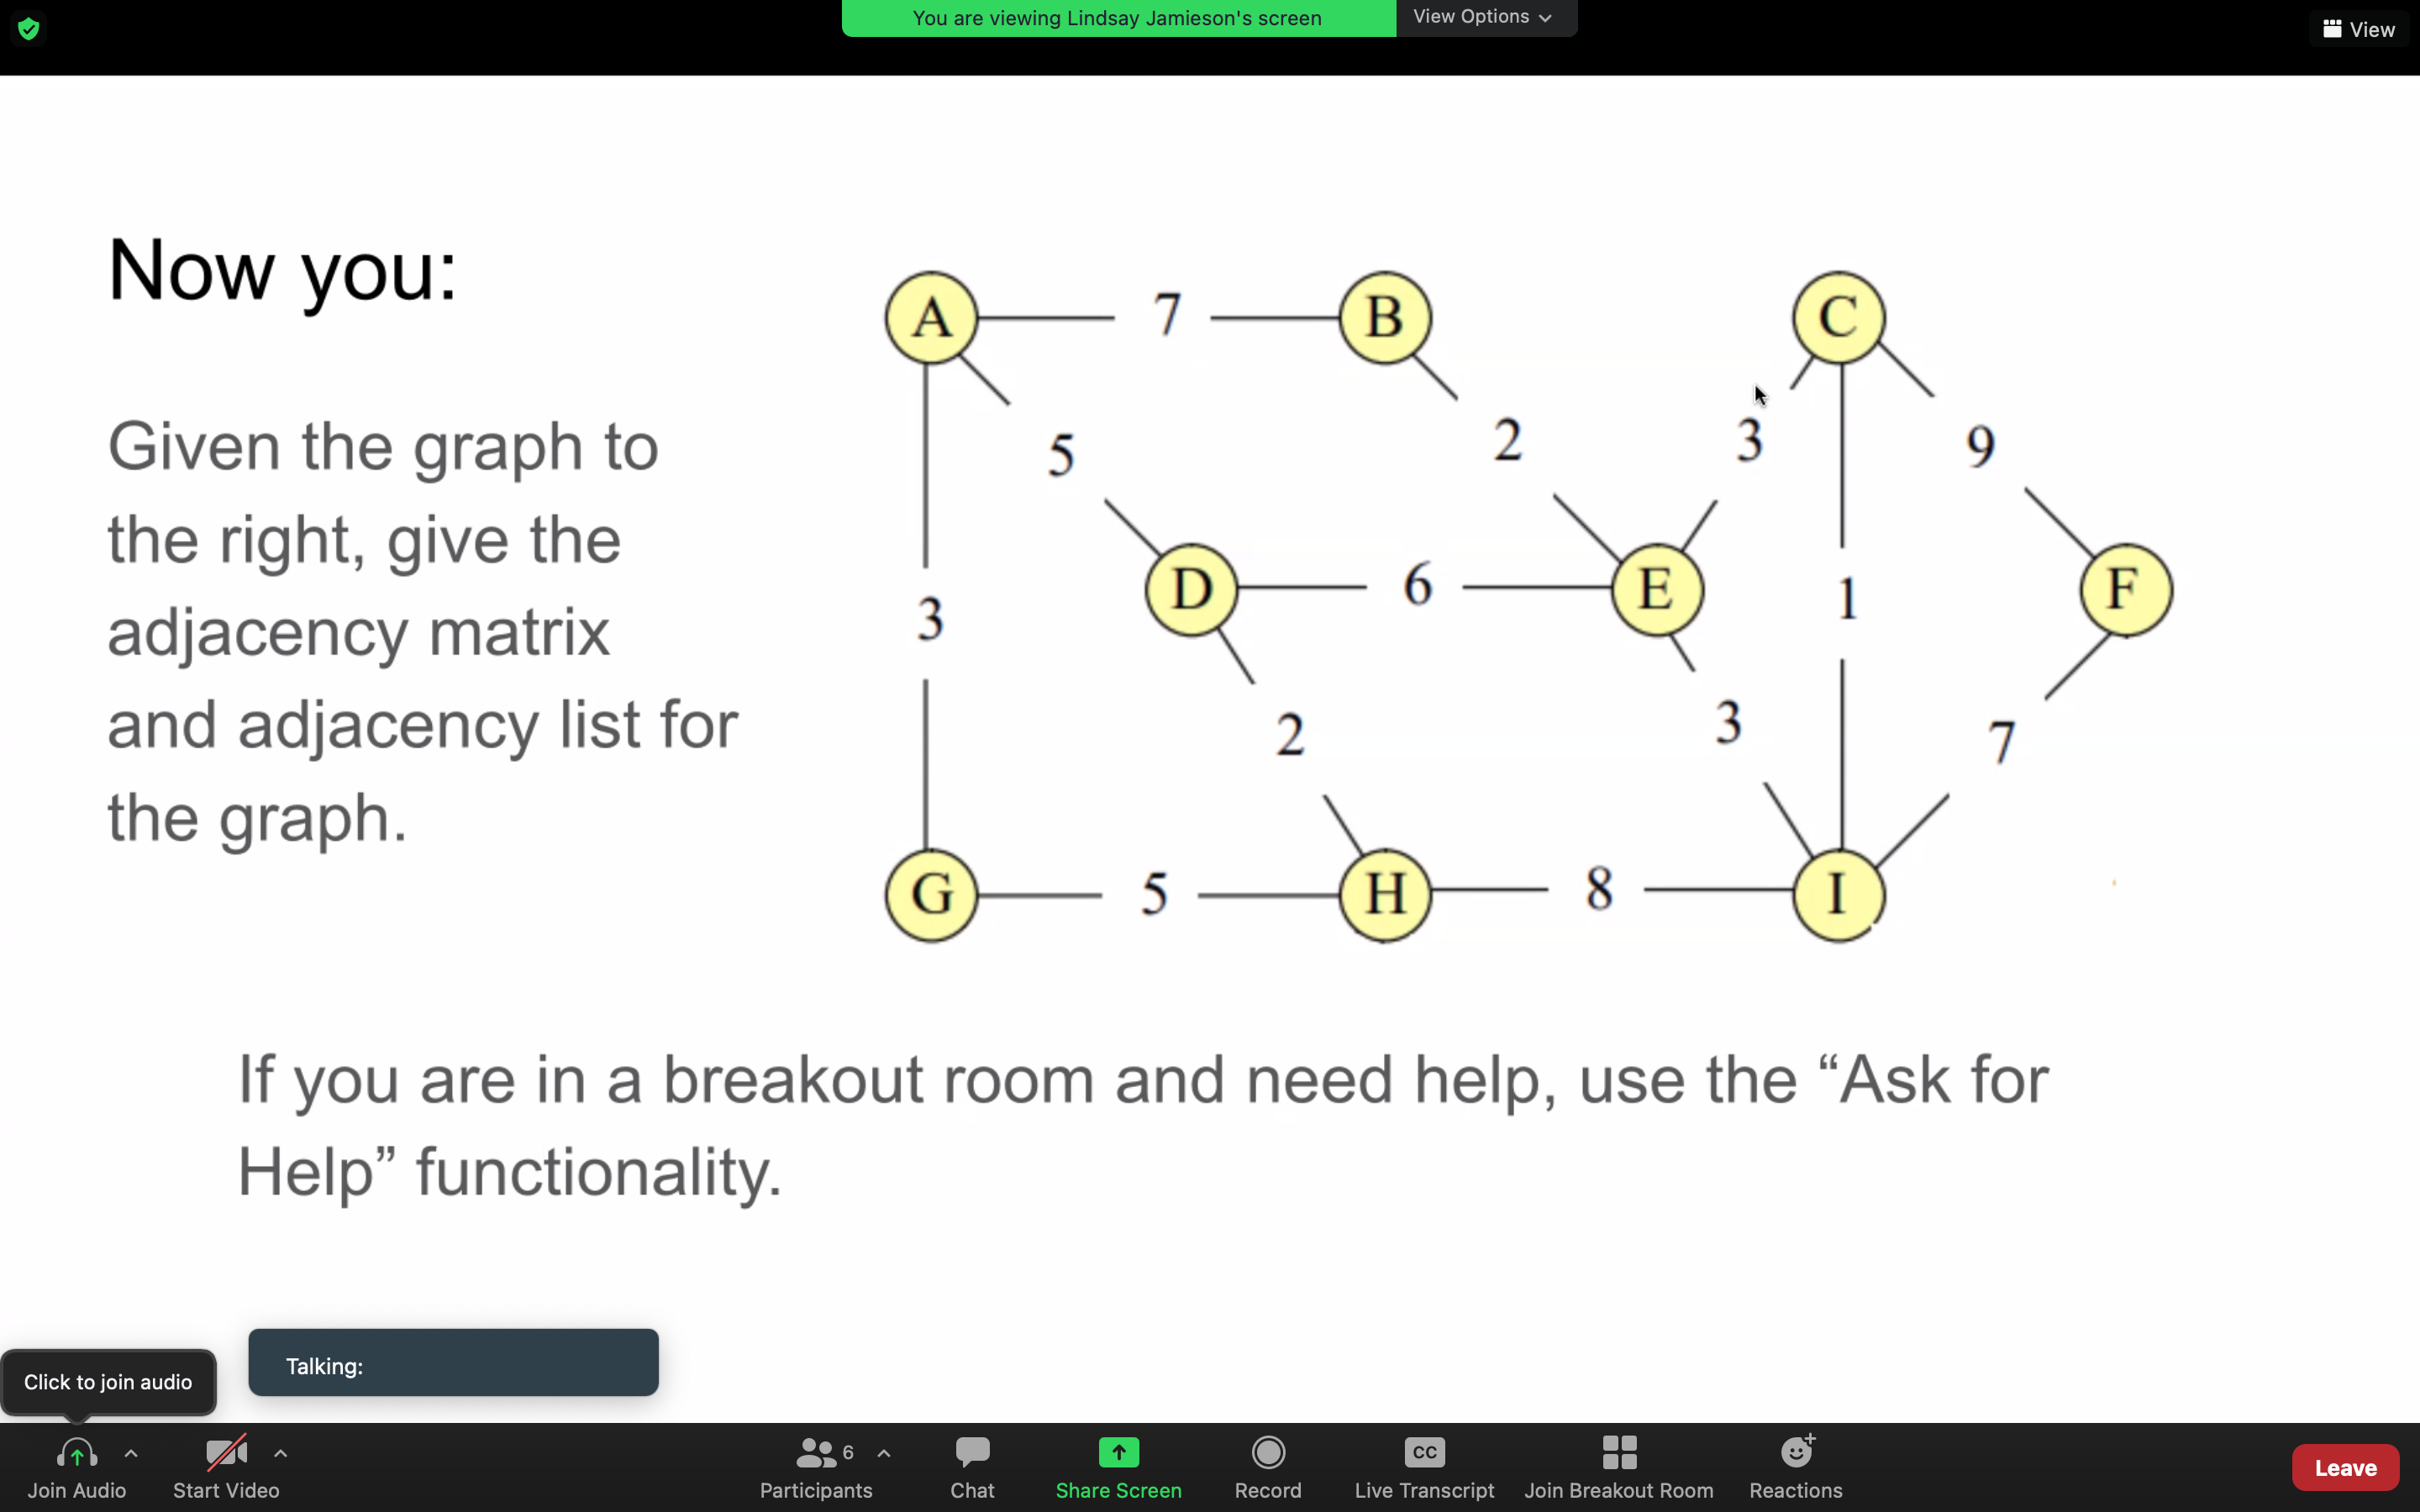 You are viewing Lindsay Jamieson's screen
View Options
View
Now you:
Given the graph to
the right, give the
adjacency matrix
and adjacency list for
the graph.
A 7 B C
5 2 3 9
3 D 6 E 1 F
2 3 7
G 5 H 8 I
If you are in a breakout room and need help, use the “Ask for
Help” functionality.
Talking:
Click to join audio
6
CC
Join Audio
Start Video
Participants
Chat
Share Screen
Record
Live Transcript
Join Breakout Room
Reactions
Leave